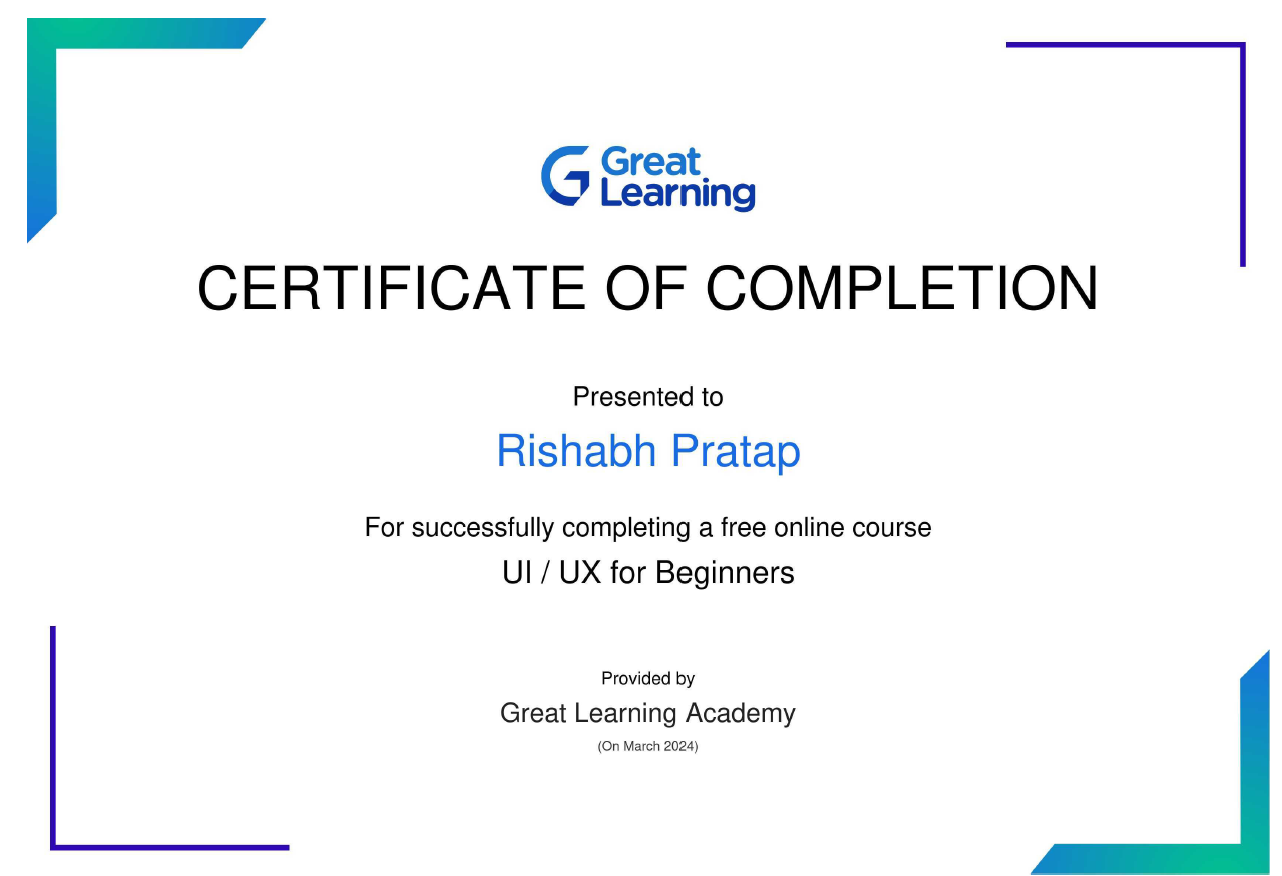 Great
Learning
CERTIFICATE OF COMPLETION
Presented to
Rishabh Pratap
For successfully completing a free online course
UI / UX for Beginners
Provided by
Great Learning Academy
(On March 2024)